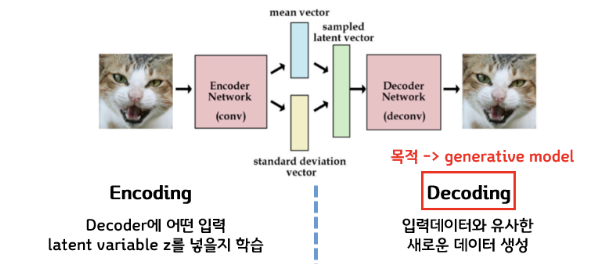 mean vector
sampled
latent vector
Encoder
Network
(conv)
Decoder
Network
(deconv)
standard deviation
vector
목적 -> generative model
Encoding
Decoding
Decoder에 어떤 입력
latent variable z를 넣을지 학습
입력데이터와 유사한
새로운 데이터 생성